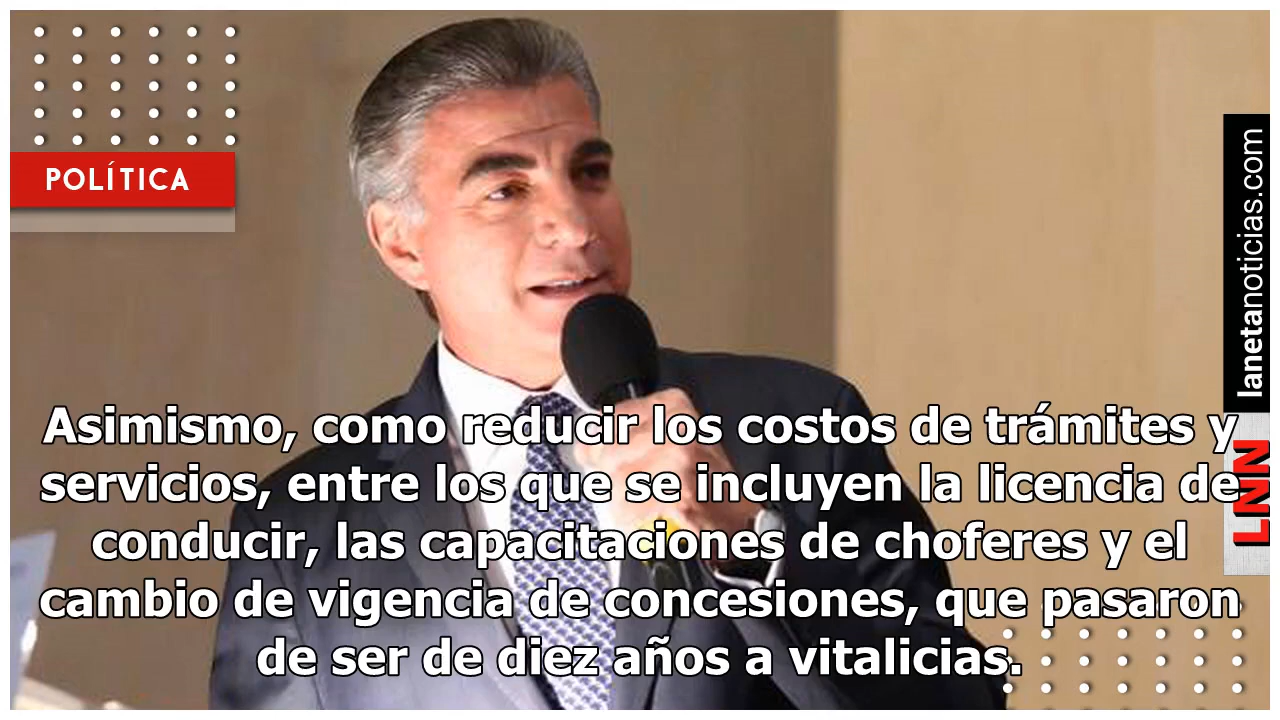 POLÍTICA
lanetanoticias.com
LNN
Asimismo, como reducir los costos de trámites y
servicios, entre los que se incluyen la licencia de
conducir, las capacitaciones de choferes y el
cambio de vigencia de concesiones, que pasaron
de ser de diez años a vitalicias.